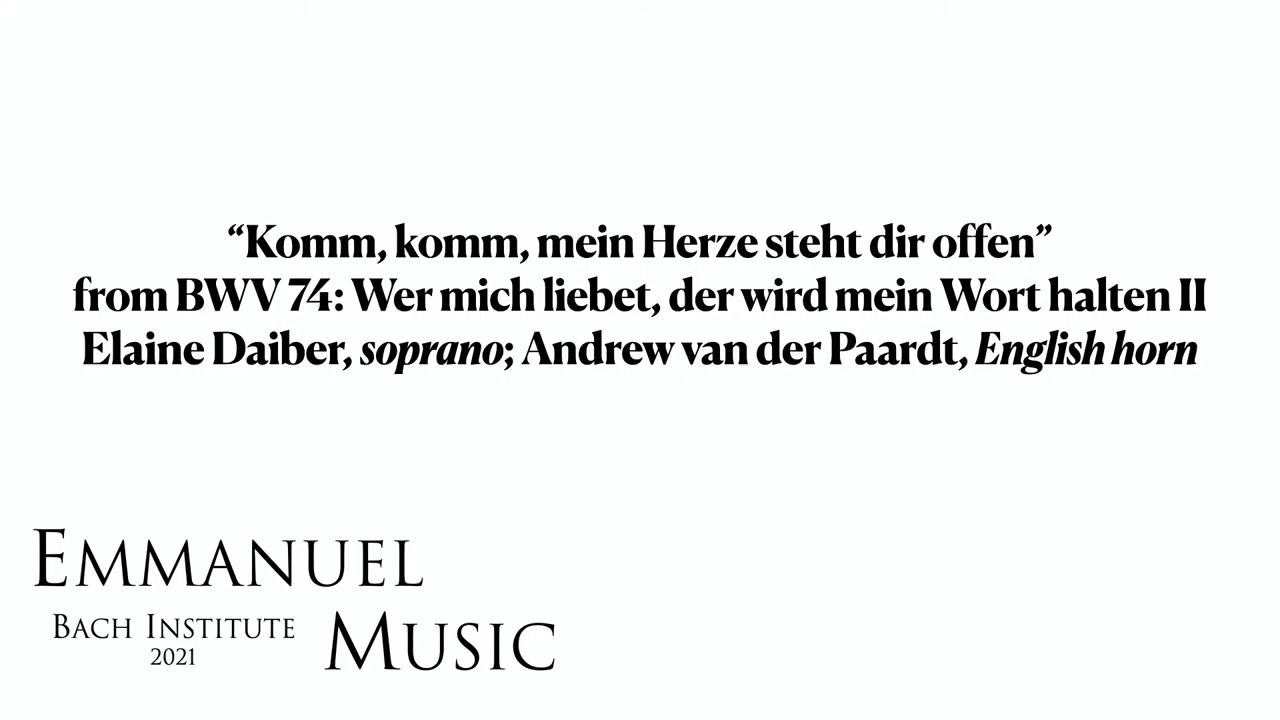 “Komm, komm, mein Herze steht dir offen”
from BWV 74: Wer mich liebet, der wird mein Wort halten II
Elaine Daiber, soprano; Andrew van der Paardt, English horn
EMMANUEL
BACH INSTITUTE
2021
MUSIC